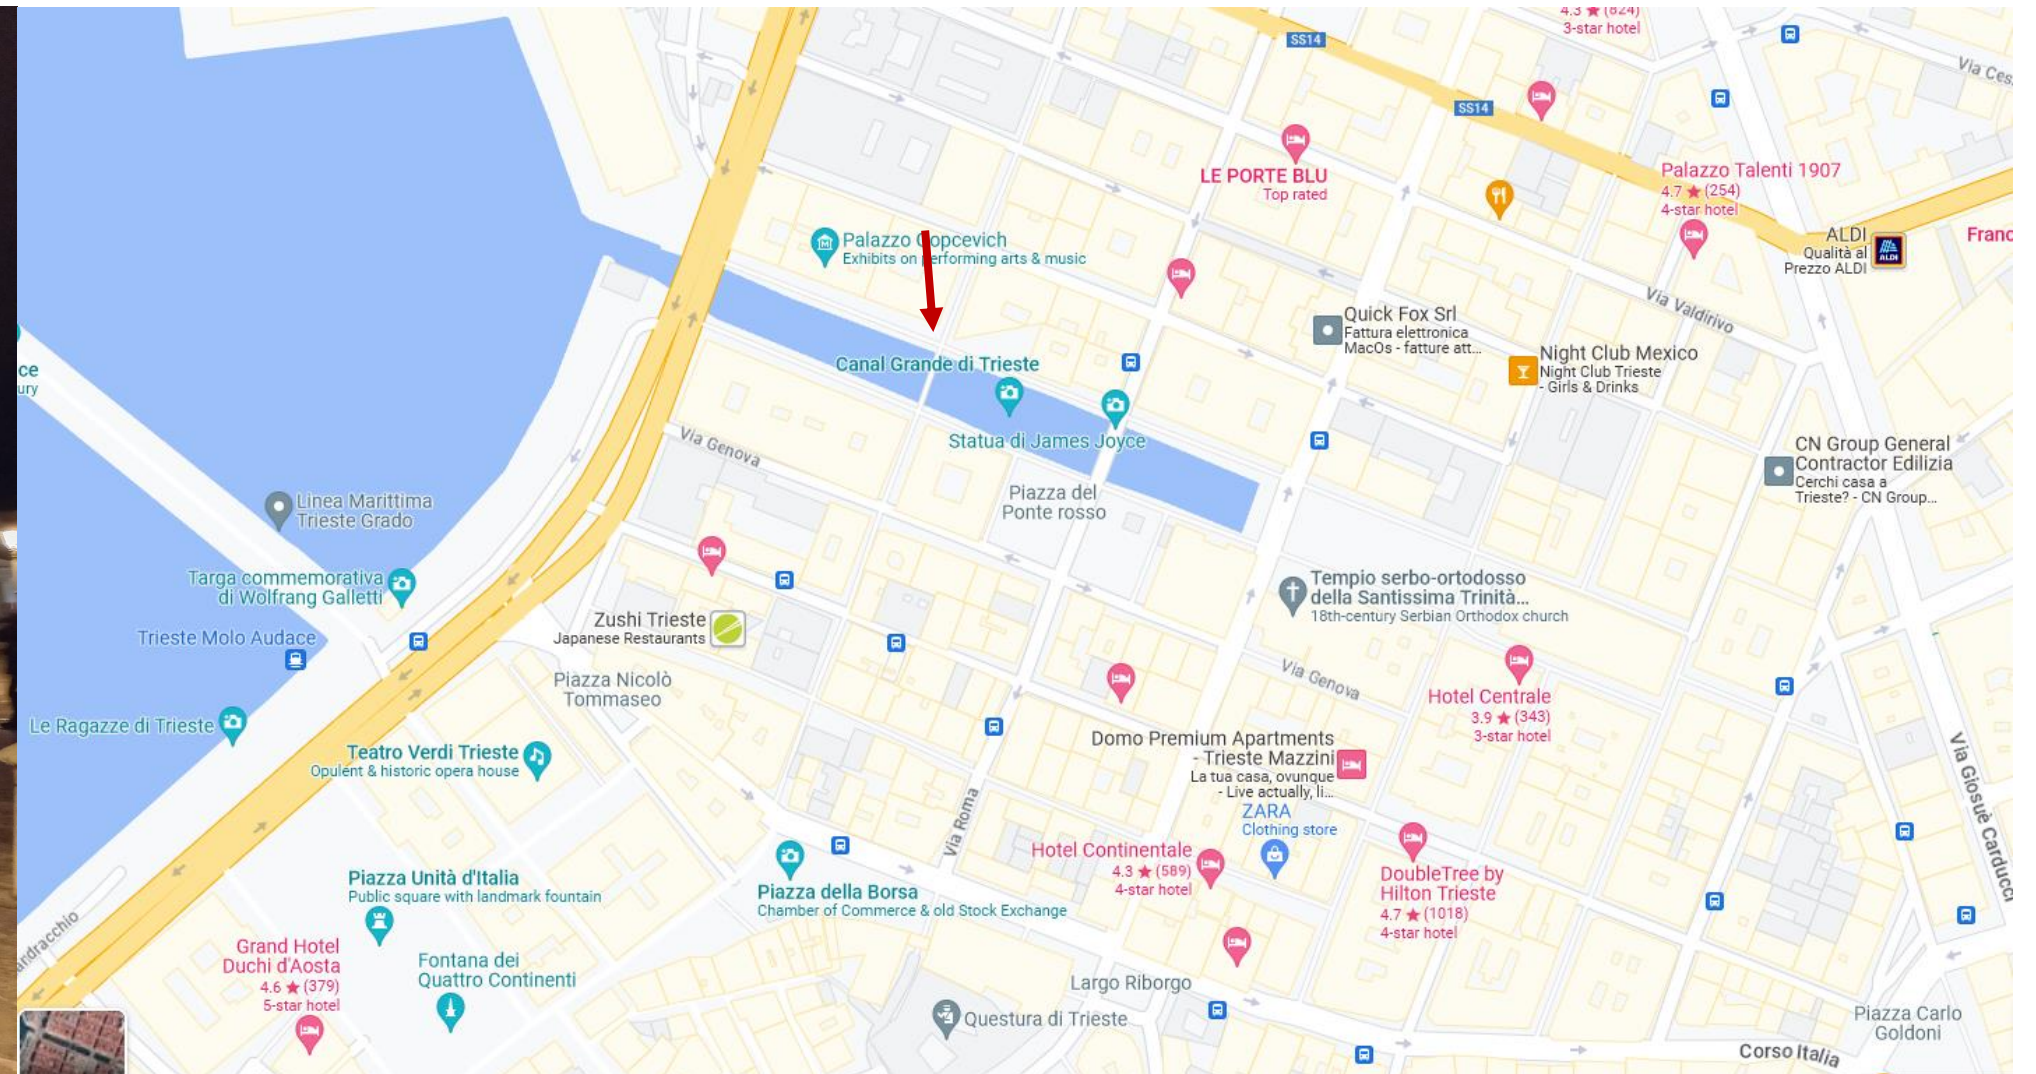 4.3 ★ (824)
3-star hotel
SS14
Via Ces
SS14
LE PORTE BLU
Top rated
Palazzo Talenti 1907
4.7 ★ (254)
4-star hotel
ALDI
Qualità al
Prezzo ALDI
ALDI
Franc
Palazzo Gopcevich
Exhibits on performing arts & music
Via Valdirivo
Quick Fox Srl
Fattura elettronica
MacOs - fatture att...
Night Club Mexico
Night Club Trieste
- Girls & Drinks
ce
ury
Canal Grande di Trieste
Statua di James Joyce
Via Genova
CN Group General
Contractor Edilizia
Cerchi casa a
Trieste? - CN Group...
Linea Marittima
Trieste Grado
Piazza del
Ponte rosso
Targa commemorativa
di Wolfrang Galletti
Tempio serbo-ortodosso
della Santissima Trinità...
18th-century Serbian Orthodox church
Trieste Molo Audace
Zushi Trieste
Japanese Restaurants
Piazza Nicolò
Tommaseo
Via Genova
Hotel Centrale
3.9 ★ (343)
3-star hotel
Le Ragazze di Trieste
Teatro Verdi Trieste
Opulent & historic opera house
Domo Premium Apartments
- Trieste Mazzini
La tua casa, ovunque
- Live actually, li...
ZARA
Clothing store
Via Roma
Via Giosuè Carducci
Hotel Continentale
4.3 ★ (589)
4-star hotel
DoubleTree by
Hilton Trieste
4.7 ★ (1018)
4-star hotel
Piazza Unità d'Italia
Public square with landmark fountain
Piazza della Borsa
Chamber of Commerce & old Stock Exchange
andracchio
Grand Hotel
Duchi d'Aosta
4.6 ★ (379)
5-star hotel
Fontana dei
Quattro Continenti
Largo Riborgo
Questura di Trieste
Piazza Carlo
Goldoni
Corso Italia